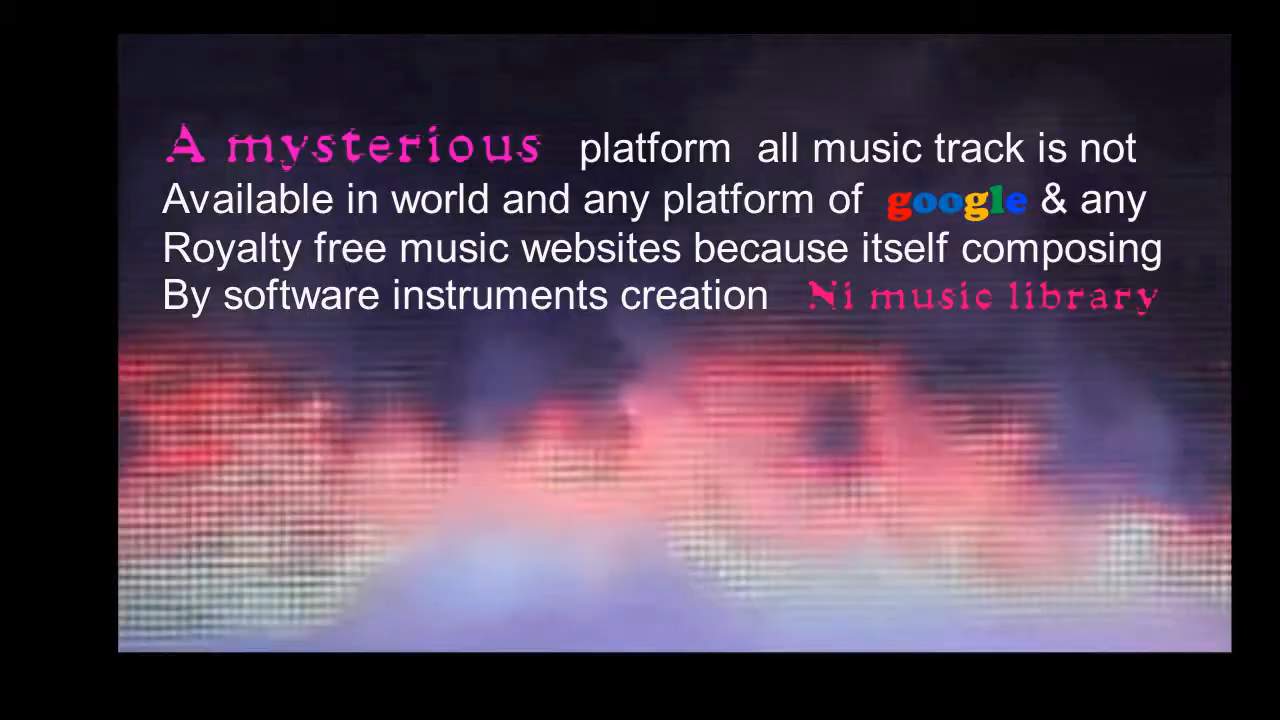 A mysterious platform all music track is not
Available in world and any platform of google & any
Royalty free music websites because itself composing
By software instruments creation Ni music library